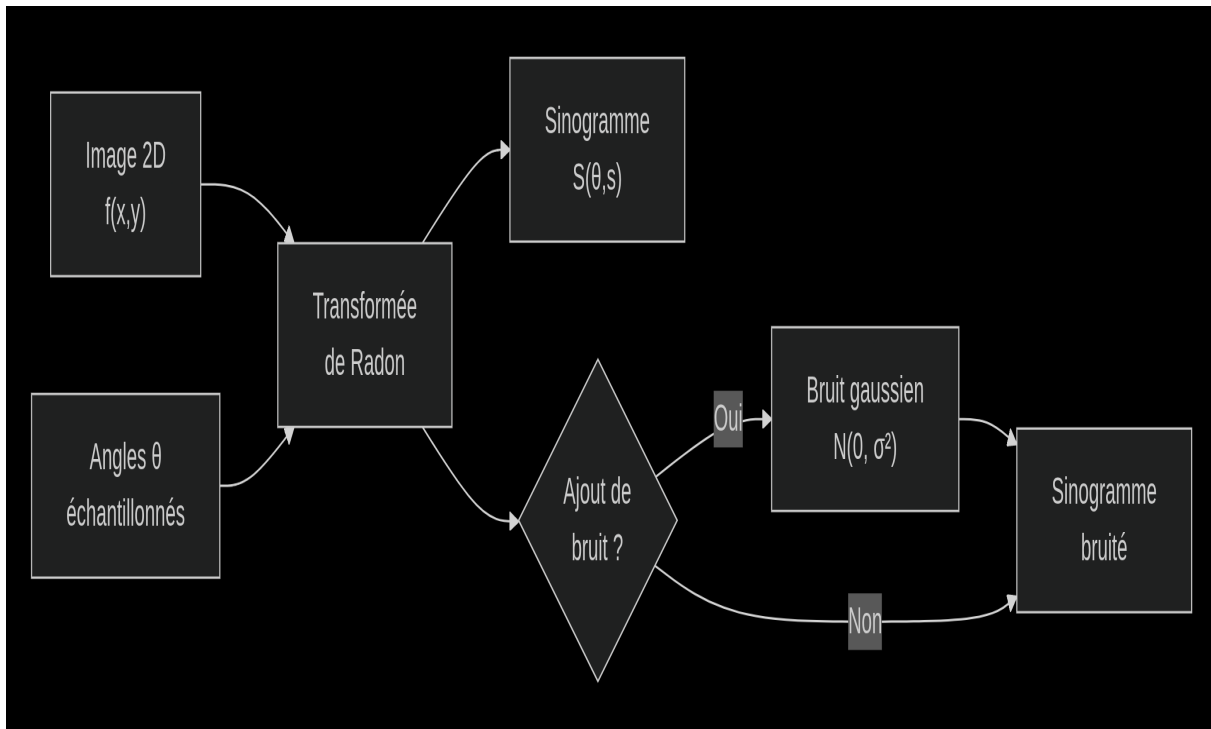 Image 2D
f(x,y)
Angles θ
échantillonnés
Transformée
de Radon
Sinogramme
S(θ,s)
Ajout de
bruit ?
Oui
Non
Bruit gaussien
N(0, σ²)
Sinogramme
bruité